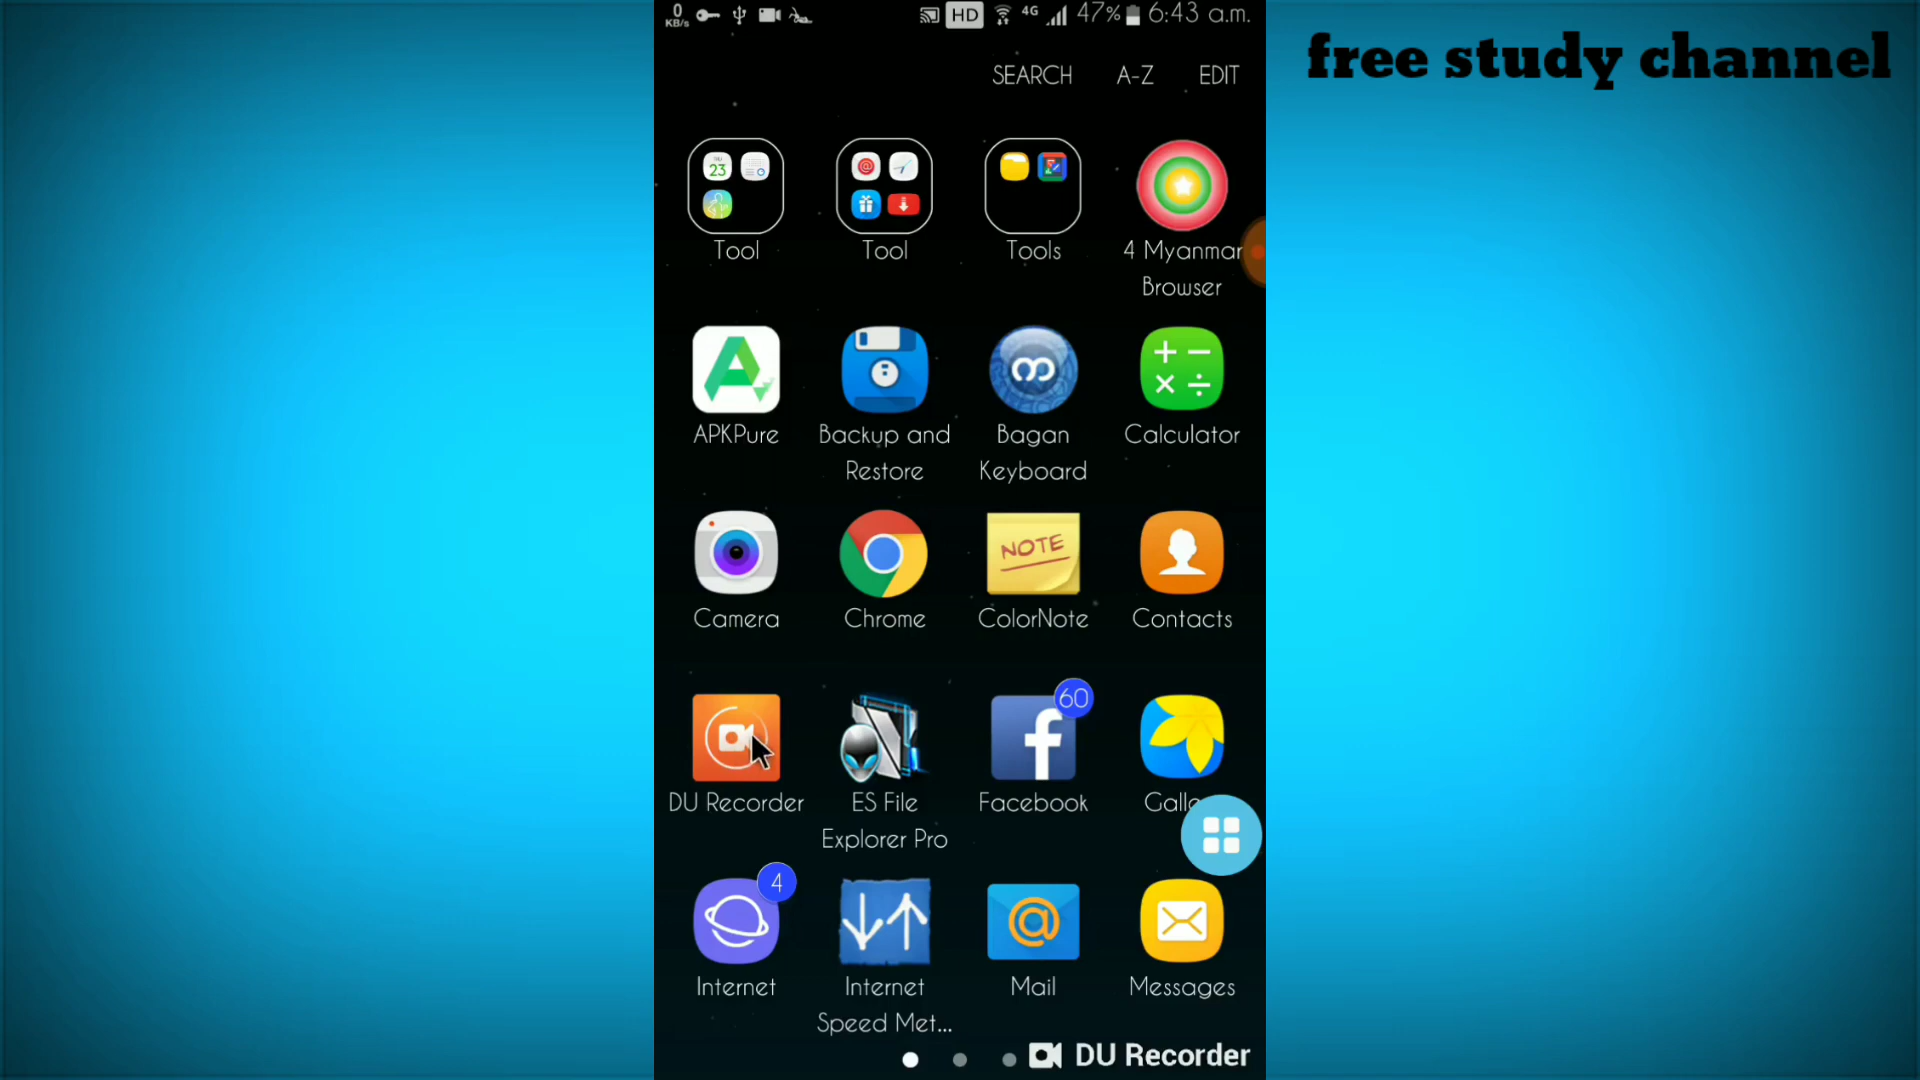 0
KB/s
HD
4G
47%
6:43 a.m.
free study channel
SEARCH
A-Z
EDIT
23
Tool
Tool
Tools
4 Myanmar
Browser
APKPure
Backup and
Restore
Bagan
Keyboard
Calculator
NOTE
Camera
Chrome
ColorNote
Contacts
60
DU Recorder
ES File
Explorer Pro
Facebook
Galle
4
Internet
Internet
Speed Met...
Mail
Messages
DU Recorder